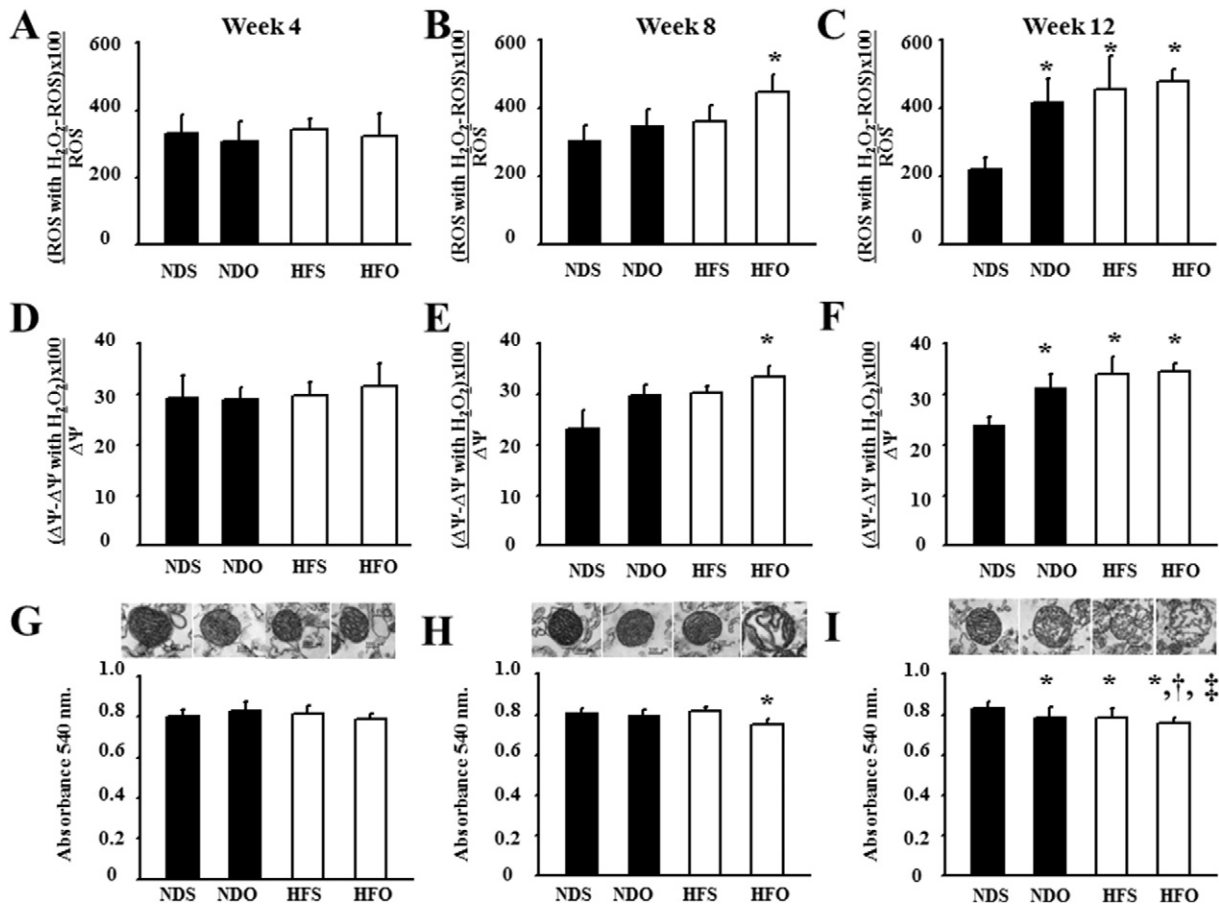 A Week 4 B Week 8 C Week 12
(ROS with H2O2-ROS)x100
ROS
600
400
200
0
NDS NDO HFS HFO
(ROS with H2O2-ROS)x100
ROS
600
400
200
0
*
NDS NDO HFS HFO
(ROS with H2O2-ROS)x100
ROS
600
400
200
0
* * *
NDS NDO HFS HFO
D E F
(ΔΨ-ΔΨ with H2O2)x100
ΔΨ
40
30
20
10
0
NDS NDO HFS HFO
(ΔΨ-ΔΨ with H2O2)x100
ΔΨ
40
30
20
10
0
*
NDS NDO HFS HFO
(ΔΨ-ΔΨ with H2O2)x100
ΔΨ
40
30
20
10
0
* * *
NDS NDO HFS HFO
G H I
Absorbance 540 nm.
1.0
0.8
0.6
0.4
0.2
0
NDS NDO HFS HFO
Absorbance 540 nm.
1.0
0.8
0.6
0.4
0.2
0
*
NDS NDO HFS HFO
Absorbance 540 nm.
1.0
0.8
0.6
0.4
0.2
0
* * *,†, ‡
NDS NDO HFS HFO